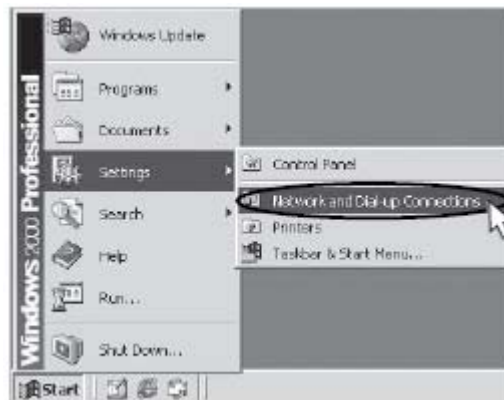 Windows 2000 Professional
Windows Update
Programs
Documents
Settings
Search
Help
Run...
Shut Down...
Control Panel
Network and Dial-up Connections
Printers
Taskbar & Start Menu...
Start